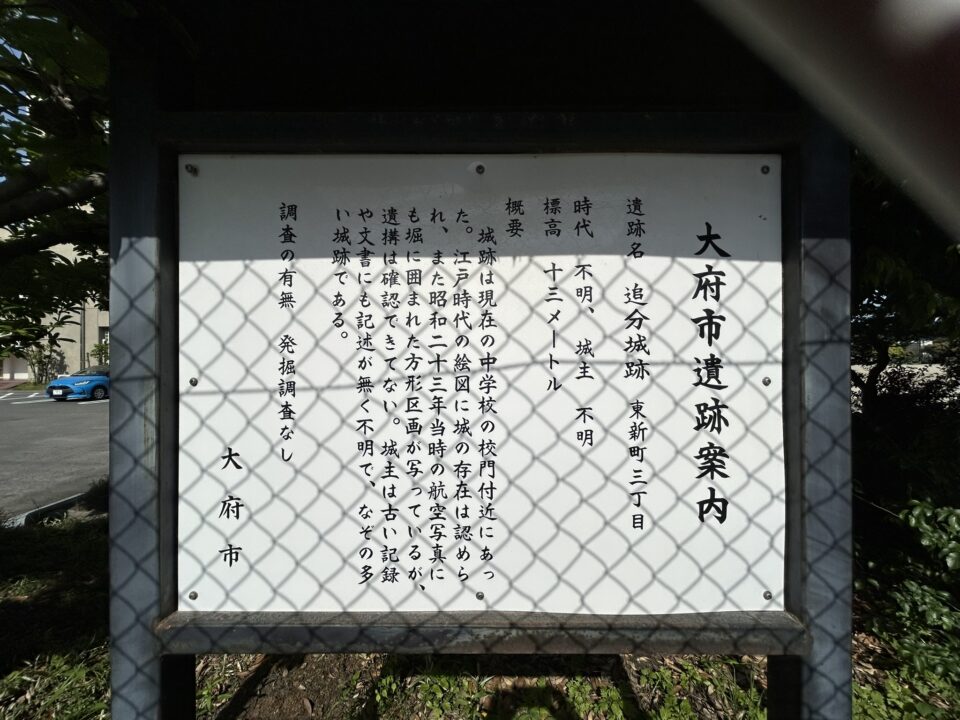 大府市遺跡案内
遺跡名　追分城跡　東新町三丁目
時代　不明、城主　不明
標高　十三メートル
概要
城跡は現在の中学校の校門付近にあっ
た。江戸時代の絵図に城の存在は認めら
れ、また昭和二十三年当時の航空写真に
も堀に囲まれた方形区画が写っているが、
遺構は確認できてない。城主は古い記録
や文書にも記述が無く不明で、なぞの多
い城跡である。
調査の有無　発掘調査なし
大府市